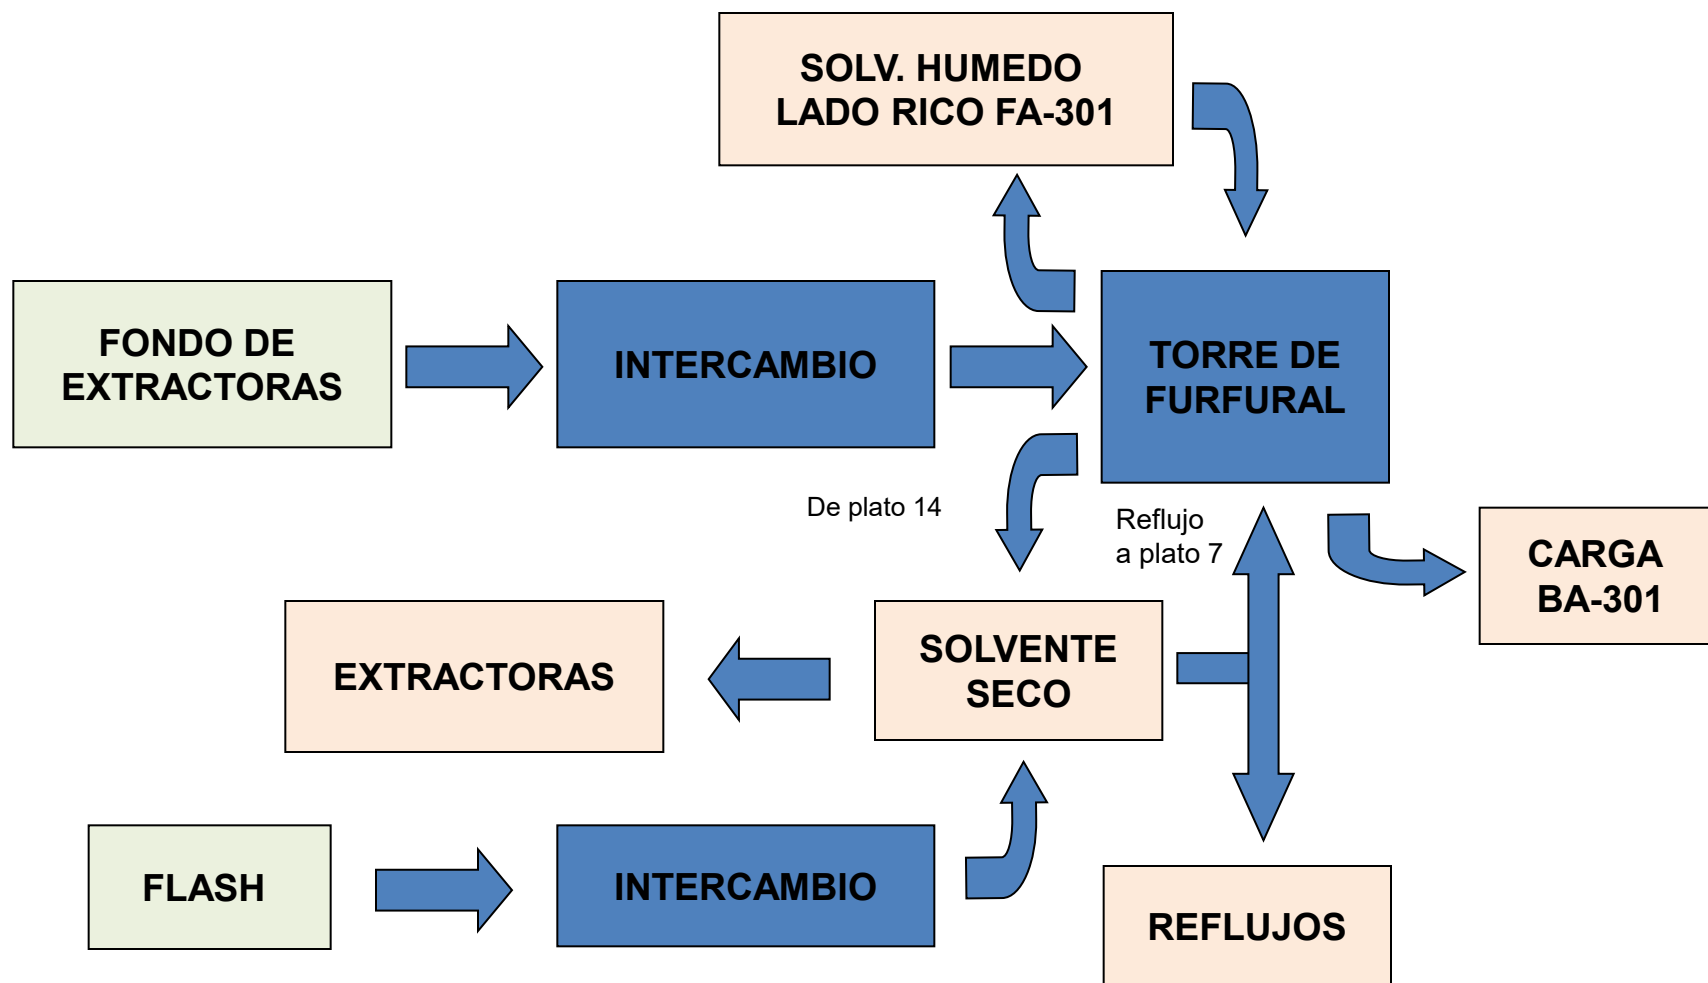 SOLV. HUMEDO
LADO RICO FA-301
FONDO DE
EXTRACTORAS
INTERCAMBIO
TORRE DE
FURFURAL
De plato 14
Reflujo
a plato 7
CARGA
BA-301
EXTRACTORAS
SOLVENTE
SECO
FLASH
INTERCAMBIO
REFLUJOS